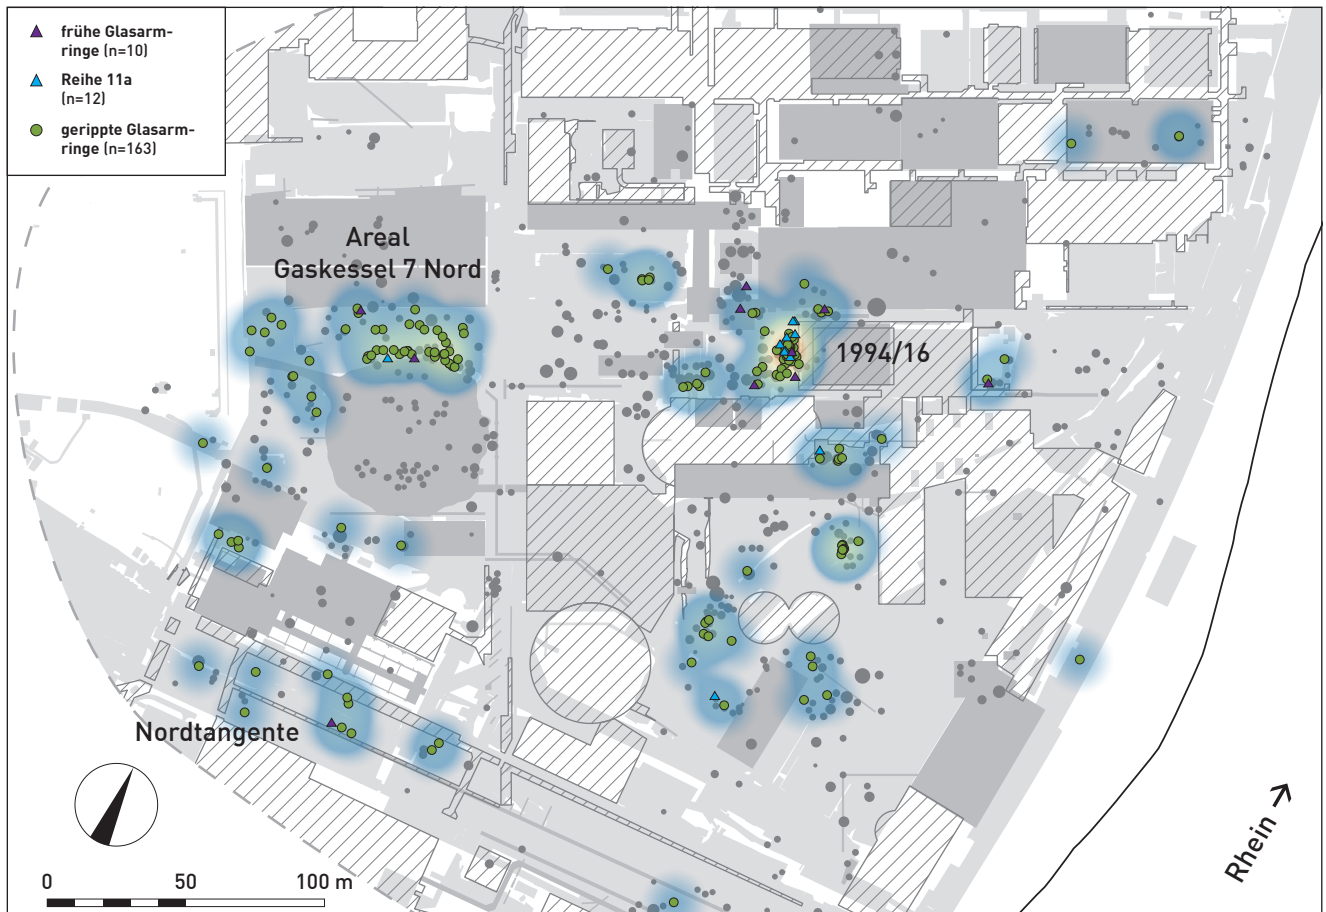 frühe Glasarm-
ringe (n=10)
Reihe 11a
(n=12)
gerippte Glasarm-
ringe (n=163)
Areal
Gaskessel 7 Nord
1994/16
Nordtangente
0 50 100 m
Rhein →